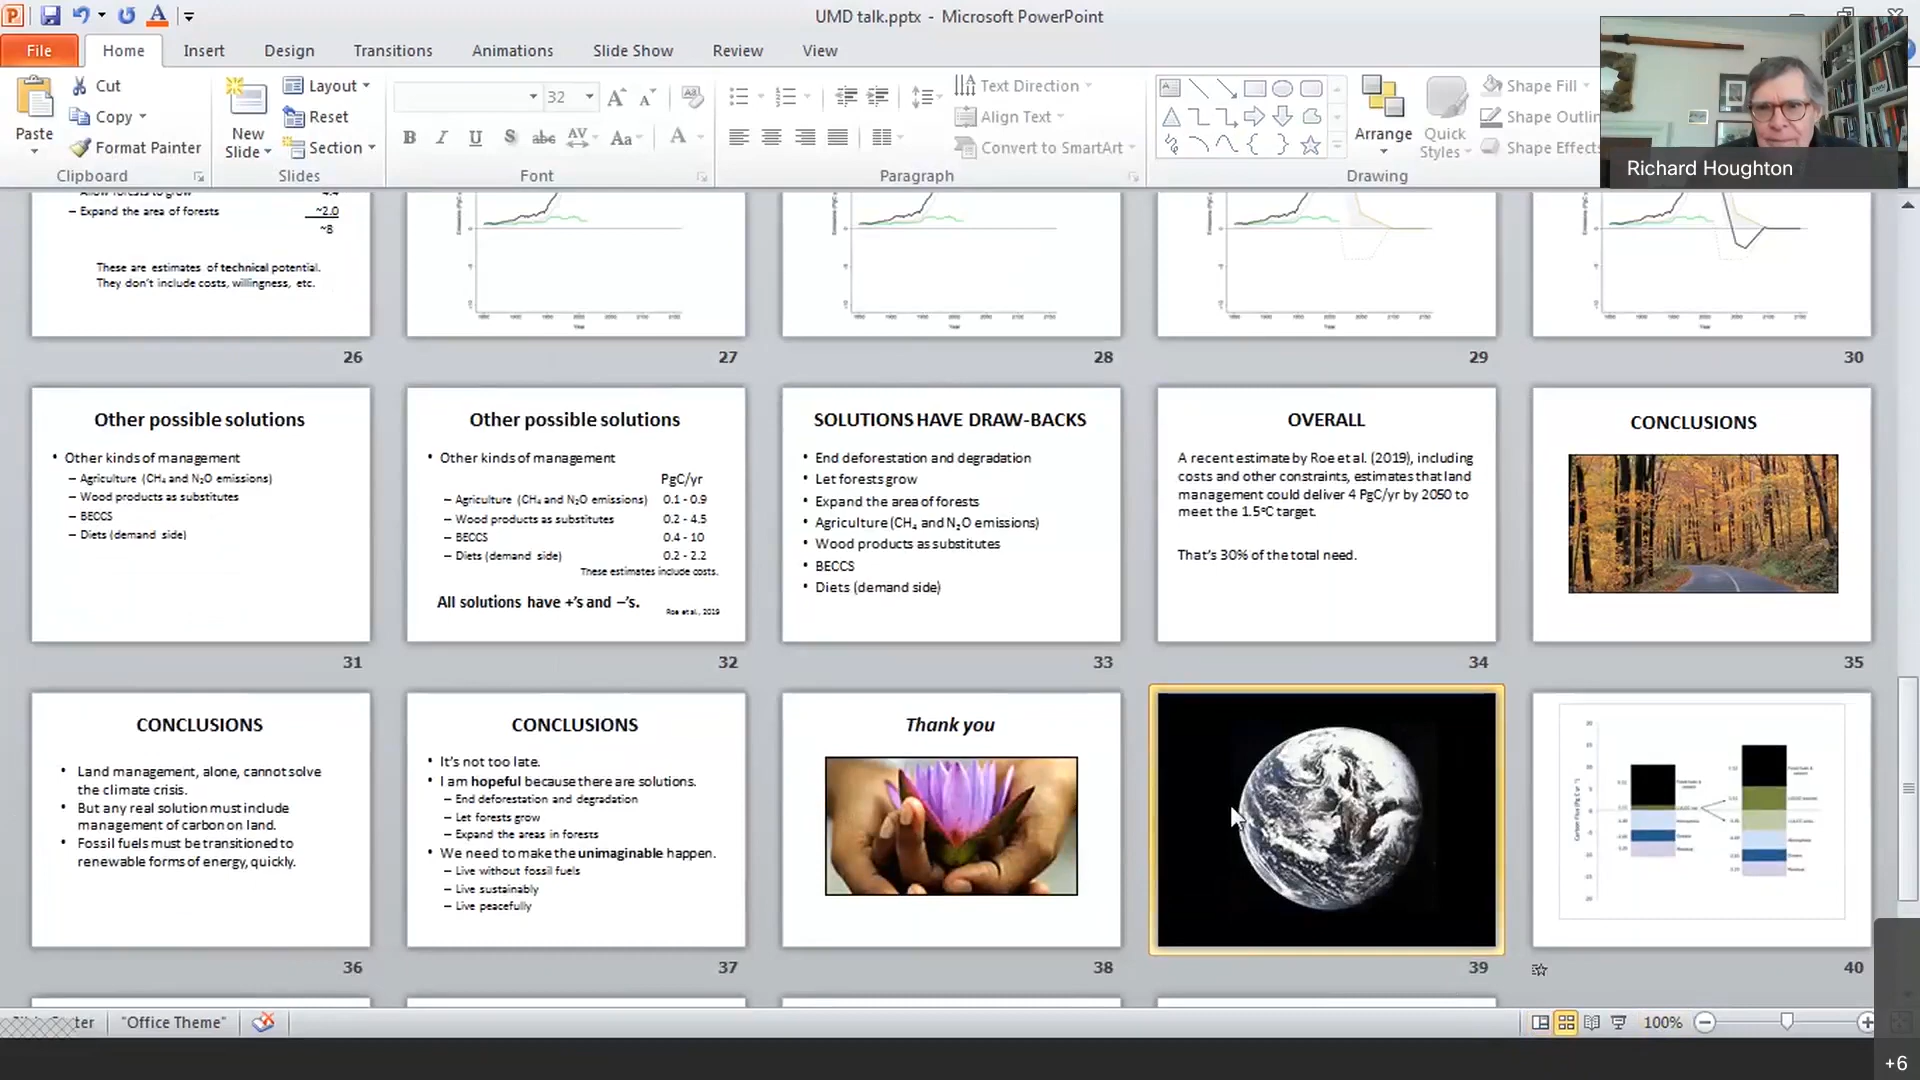 UMD talk.pptx - Microsoft PowerPoint
File
Home
Insert
Design
Transitions
Animations
Slide Show
Review
View
Paste
Cut
Copy
Format Painter
Clipboard
New
Slide
Layout
Reset
Section
Slides
32
Font
Text Direction
Align Text
Convert to SmartArt
Paragraph
Arrange
Quick
Styles
Shape Fill
Shape Outlin
Shape Effects
Drawing
Richard Houghton
– Expand the area of forests ~2.0
~8
These are estimates of technical potential.
They don't include costs, willingness, etc.
26
Year
27
Year
28
Year
29
Year
30
Other possible solutions
• Other kinds of management
– Agriculture (CH₄ and N₂O emissions)
– Wood products as substitutes
– BECCS
– Diets (demand side)
31
Other possible solutions
• Other kinds of management
PgC/yr
– Agriculture (CH₄ and N₂O emissions) 0.1 - 0.9
– Wood products as substitutes 0.2 - 4.5
– BECCS 0.4 - 10
– Diets (demand side) 0.2 - 2.2
These estimates include costs.
All solutions have +'s and –'s.
Roe et al., 2019
32
SOLUTIONS HAVE DRAW-BACKS
• End deforestation and degradation
• Let forests grow
• Expand the area of forests
• Agriculture (CH₄ and N₂O emissions)
• Wood products as substitutes
• BECCS
• Diets (demand side)
33
OVERALL
A recent estimate by Roe et al. (2019), including
costs and other constraints, estimates that land
management could deliver 4 PgC/yr by 2050 to
meet the 1.5°C target.
That's 30% of the total need.
34
CONCLUSIONS
35
CONCLUSIONS
• Land management, alone, cannot solve
the climate crisis.
• But any real solution must include
management of carbon on land.
• Fossil fuels must be transitioned to
renewable forms of energy, quickly.
36
CONCLUSIONS
• It's not too late.
• I am hopeful because there are solutions.
– End deforestation and degradation
– Let forests grow
– Expand the areas in forests
• We need to make the unimaginable happen.
– Live without fossil fuels
– Live sustainably
– Live peacefully
37
Thank you
38
39
40
"Office Theme"
100%
+6